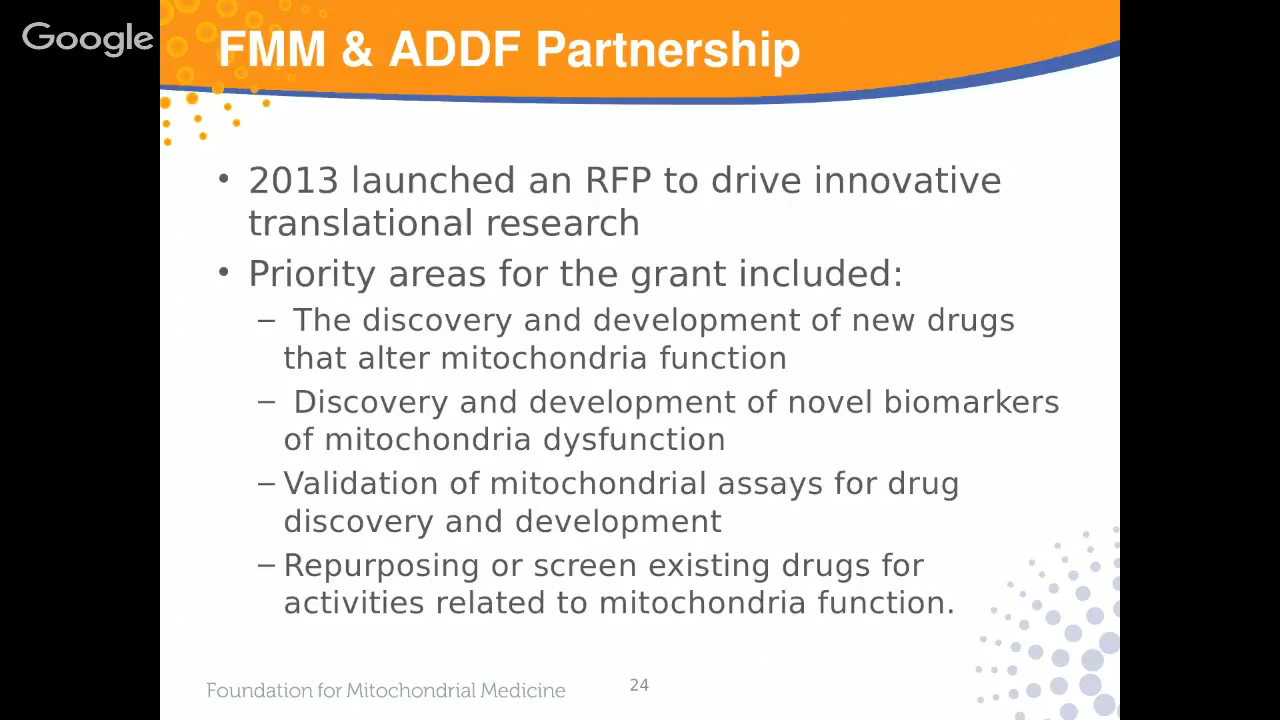 Google
FMM & ADDF Partnership
• 2013 launched an RFP to drive innovative
translational research
• Priority areas for the grant included:
– The discovery and development of new drugs
that alter mitochondria function
– Discovery and development of novel biomarkers
of mitochondria dysfunction
– Validation of mitochondrial assays for drug
discovery and development
– Repurposing or screen existing drugs for
activities related to mitochondria function.
Foundation for Mitochondrial Medicine
24